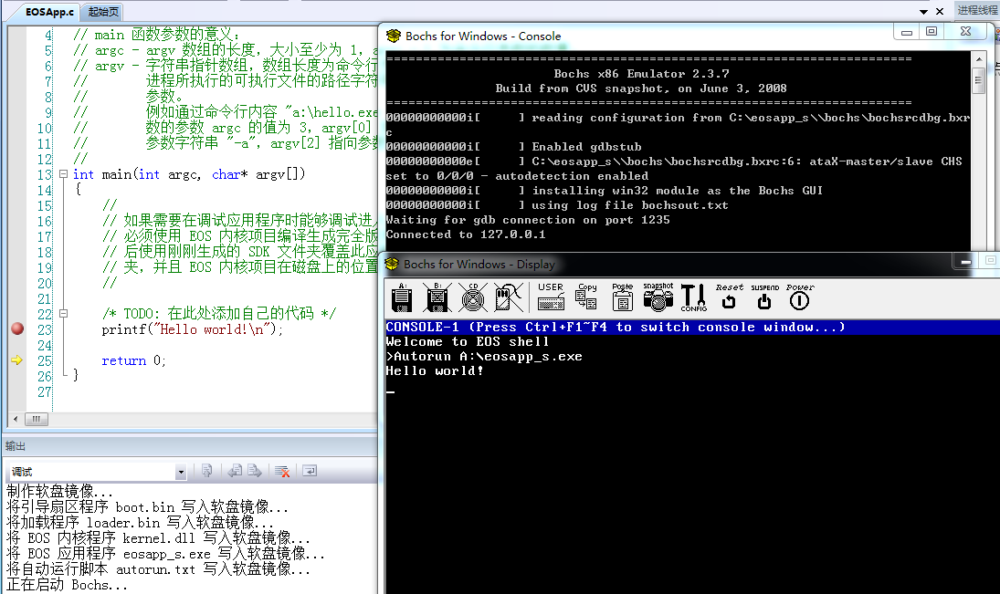 EOSApp.c
起始页
进程线程
4 // main 函数参数的意义：
5 // argc - argv 数组的长度，大小至少为 1，a
6 // argv - 字符串指针数组，数组长度为命令行
7 // 进程所执行的可执行文件的路径字符
8 // 参数。
9 // 例如通过命令行内容 "a:\hello.exe
10 // 数的参数 argc 的值为 3，argv[0]
11 // 参数字符串 "-a"，argv[2] 指向参数
12 //
13 int main(int argc, char* argv[])
14 {
15 //
16 // 如果需要在调试应用程序时能够调试进入
17 // 必须使用 EOS 内核项目编译生成完全版
18 // 后使用刚刚生成的 SDK 文件夹覆盖此应
19 // 夹，并且 EOS 内核项目在磁盘上的位置
20 //
21
22 /* TODO: 在此处添加自己的代码 */
23 printf("Hello world!\n");
24
25 return 0;
26 }
27
输出
调试
制作软盘镜像...
将引导扇区程序 boot.bin 写入软盘镜像...
将加载程序 loader.bin 写入软盘镜像...
将 EOS 内核程序 kernel.dll 写入软盘镜像...
将 EOS 应用程序 eosapp_s.exe 写入软盘镜像...
将自动运行脚本 autorun.txt 写入软盘镜像...
正在启动 Bochs...
Bochs for Windows - Console
========================================================================
Bochs x86 Emulator 2.3.7
Build from CVS snapshot, on June 3, 2008
========================================================================
00000000000i[ ] reading configuration from C:\eosapp_s\\bochs\bochsrcdbg.bxr
c
00000000000i[ ] Enabled gdbstub
00000000000e[ ] C:\eosapp_s\\bochs\bochsrcdbg.bxrc:6: ataX-master/slave CHS
set to 0/0/0 - autodetection enabled
00000000000i[ ] installing win32 module as the Bochs GUI
00000000000i[ ] using log file bochsout.txt
Waiting for gdb connection on port 1235
Connected to 127.0.0.1
Bochs for Windows - Display
A: B: CD USER Copy Paste snapshot CONFIG Reset SUSPEND Power
CONSOLE-1 (Press Ctrl+F1~F4 to switch console window...)
Welcome to EOS shell
>Autorun A:\eosapp_s.exe
Hello world!
_